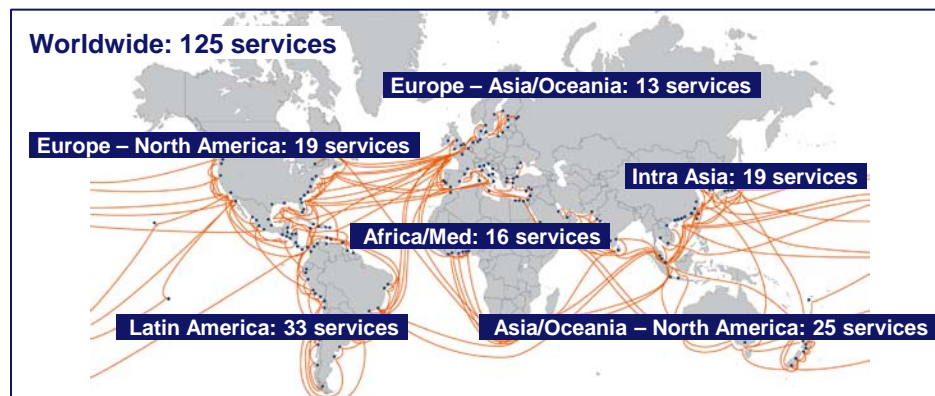 Worldwide: 125 services
Europe – Asia/Oceania: 13 services
Europe – North America: 19 services
Intra Asia: 19 services
Africa/Med: 16 services
Latin America: 33 services
Asia/Oceania – North America: 25 services